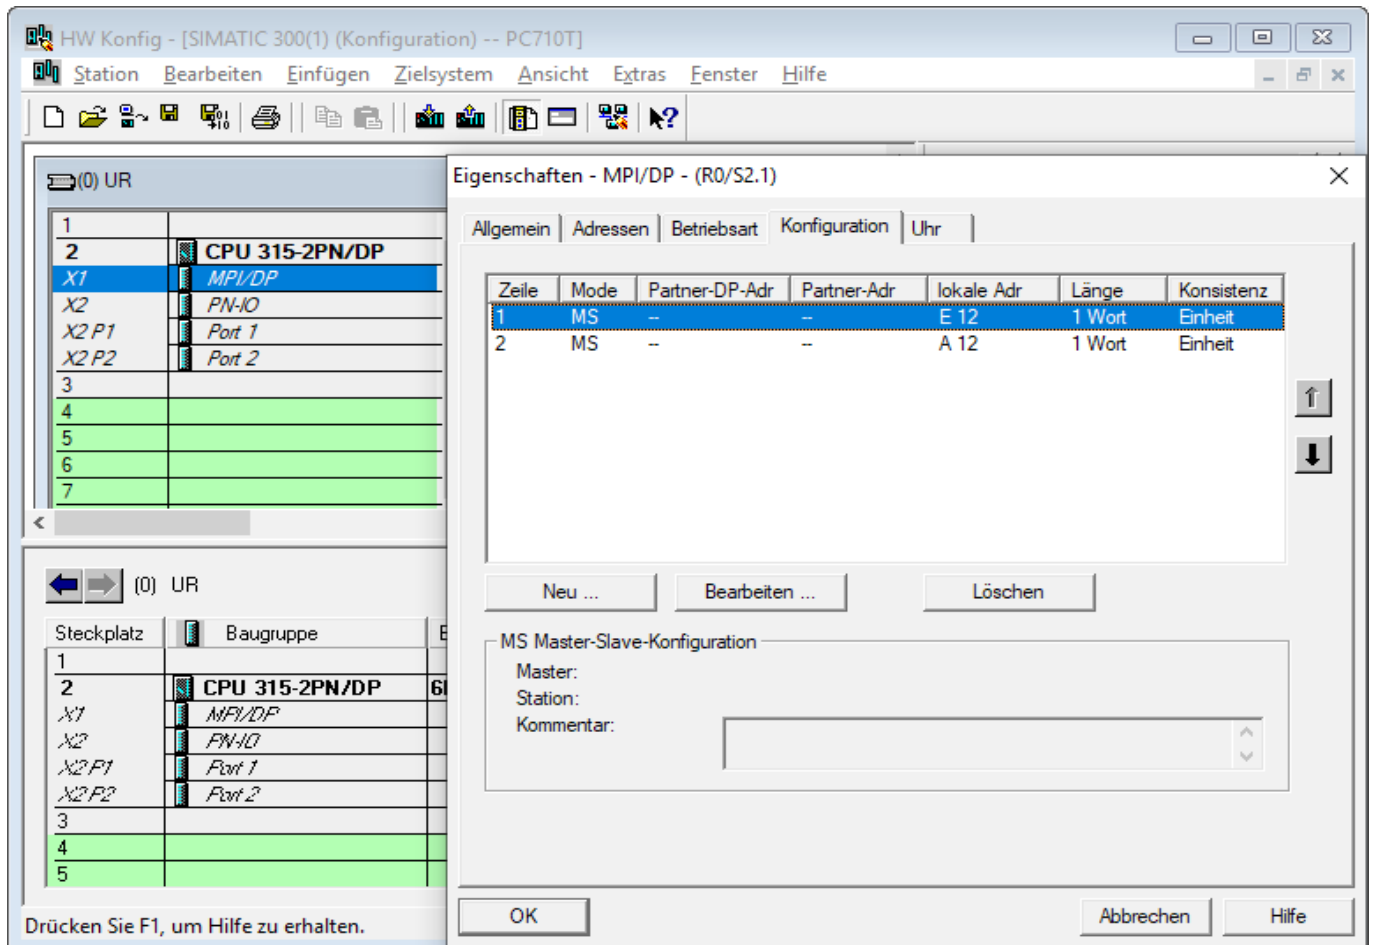 HW Konfig - [SIMATIC 300(1) (Konfiguration) -- PC710T]
Station Bearbeiten Einfügen Zielsystem Ansicht Extras Fenster Hilfe
(0) UR
1
2 CPU 315-2PN/DP
X1 MPI/DP
X2 PN-IO
X2 P1 Port 1
X2 P2 Port 2
3
4
5
6
7
(0) UR
Steckplatz Baugruppe
1
2 CPU 315-2PN/DP
X1 MPI/DP
X2 PN-IO
X2 P1 Port 1
X2 P2 Port 2
3
4
5
Drücken Sie F1, um Hilfe zu erhalten.
Eigenschaften - MPI/DP - (R0/S2.1)
Allgemein Adressen Betriebsart Konfiguration Uhr
Zeile Mode Partner-DP-Adr Partner-Adr lokale Adr Länge Konsistenz
1 MS -- -- E 12 1 Wort Einheit
2 MS -- -- A 12 1 Wort Einheit
Neu ... Bearbeiten ... Löschen
MS Master-Slave-Konfiguration
Master:
Station:
Kommentar:
OK Abbrechen Hilfe